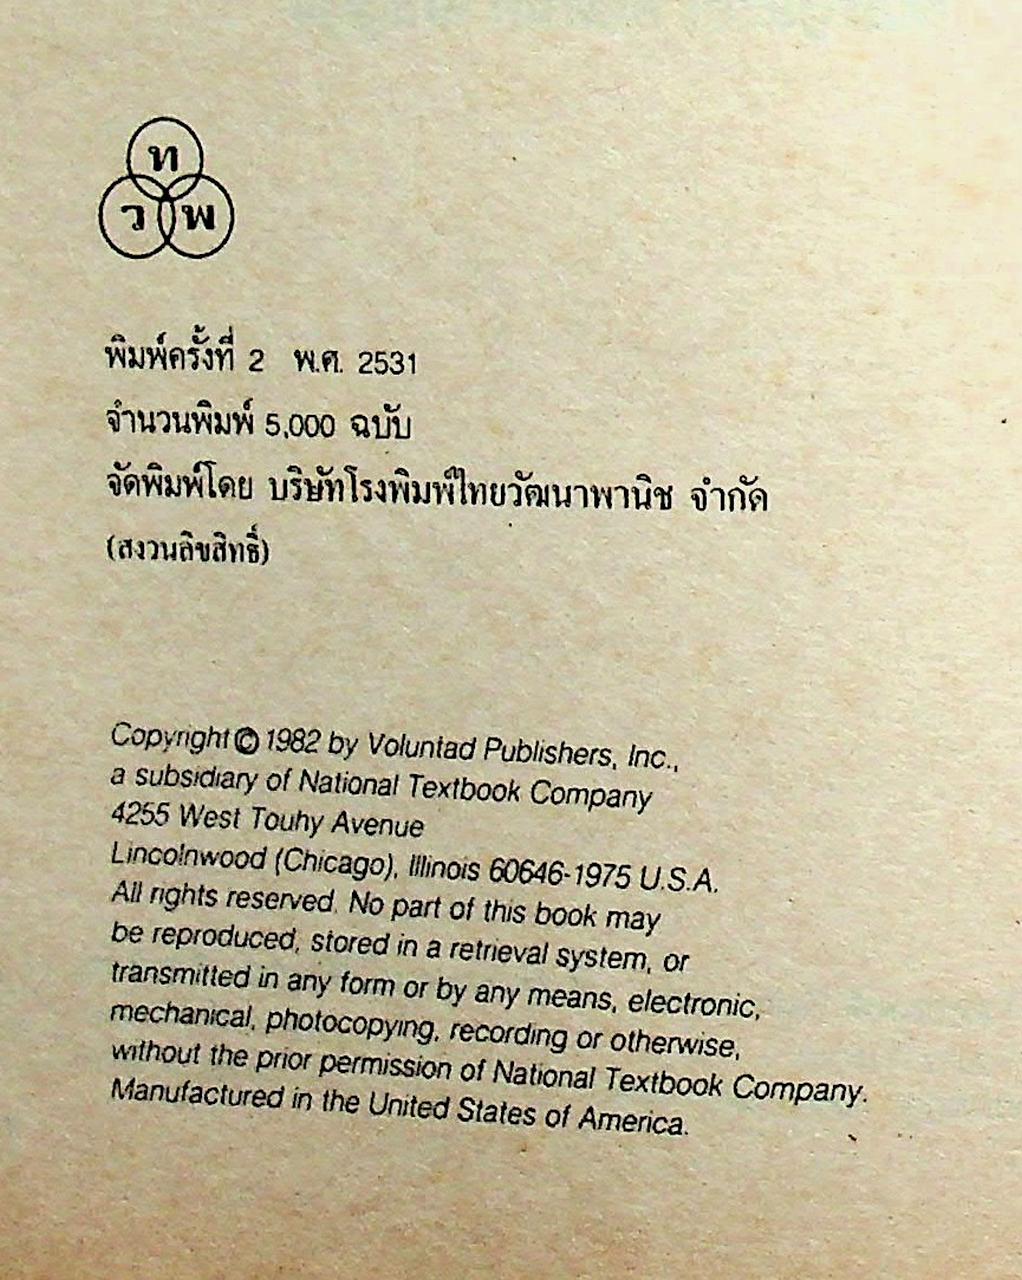 ท
ว พ
พิมพ์ครั้งที่ 2 พ.ศ. 2531
จำนวนพิมพ์ 5,000 ฉบับ
จัดพิมพ์โดย บริษัทโรงพิมพ์ไทยวัฒนาพานิช จำกัด
(สงวนลิขสิทธิ์)
Copyright © 1982 by Voluntad Publishers, Inc.,
a subsidiary of National Textbook Company
4255 West Touhy Avenue
Lincolnwood (Chicago), Illinois 60646-1975 U.S.A.
All rights reserved. No part of this book may
be reproduced, stored in a retrieval system, or
transmitted in any form or by any means, electronic,
mechanical, photocopying, recording or otherwise,
without the prior permission of National Textbook Company.
Manufactured in the United States of America.